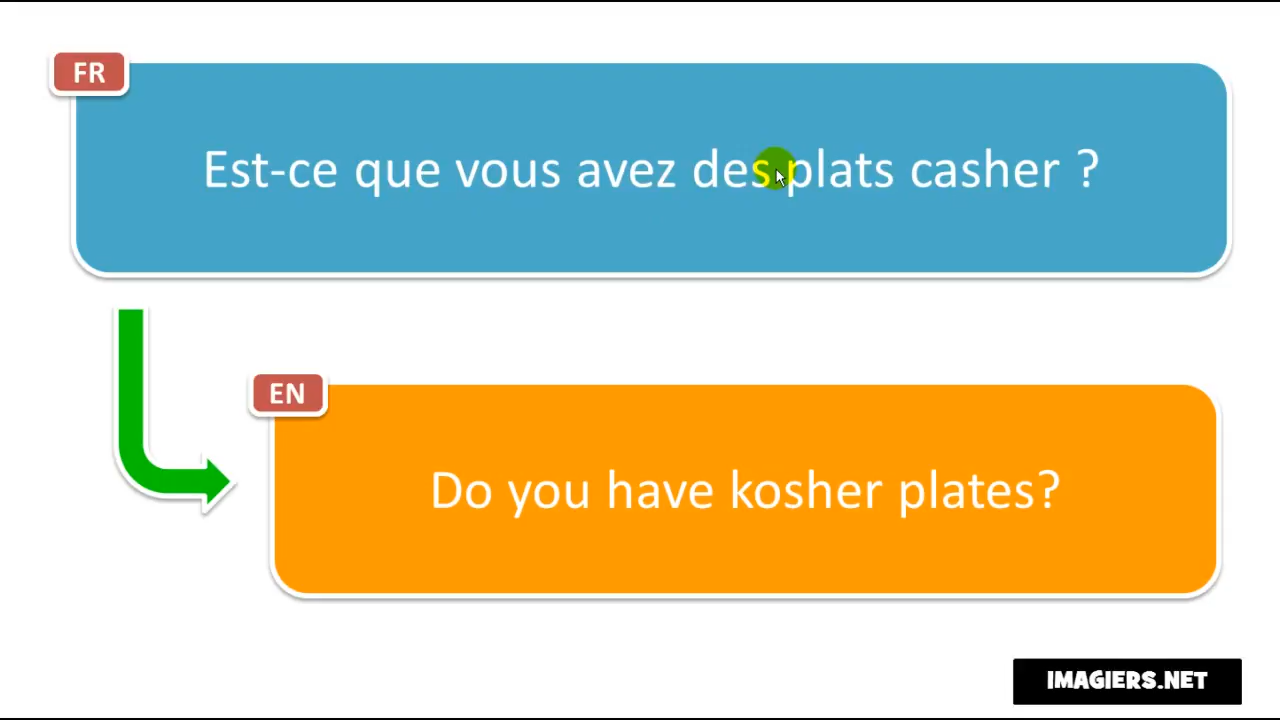 FR
Est-ce que vous avez des plats casher ?
EN
Do you have kosher plates?
IMAGIERS.NET